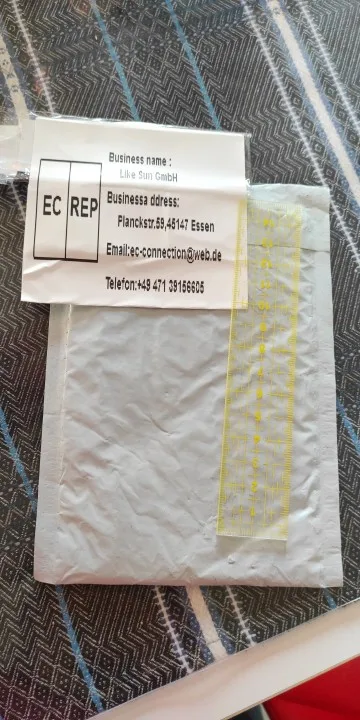 EC REP
Business name :
Like Sun GmbH
Businessa ddress:
Planckstr.59,45147 Essen
Email:ec-connection@web.de
Telefon:+49 471 39156605